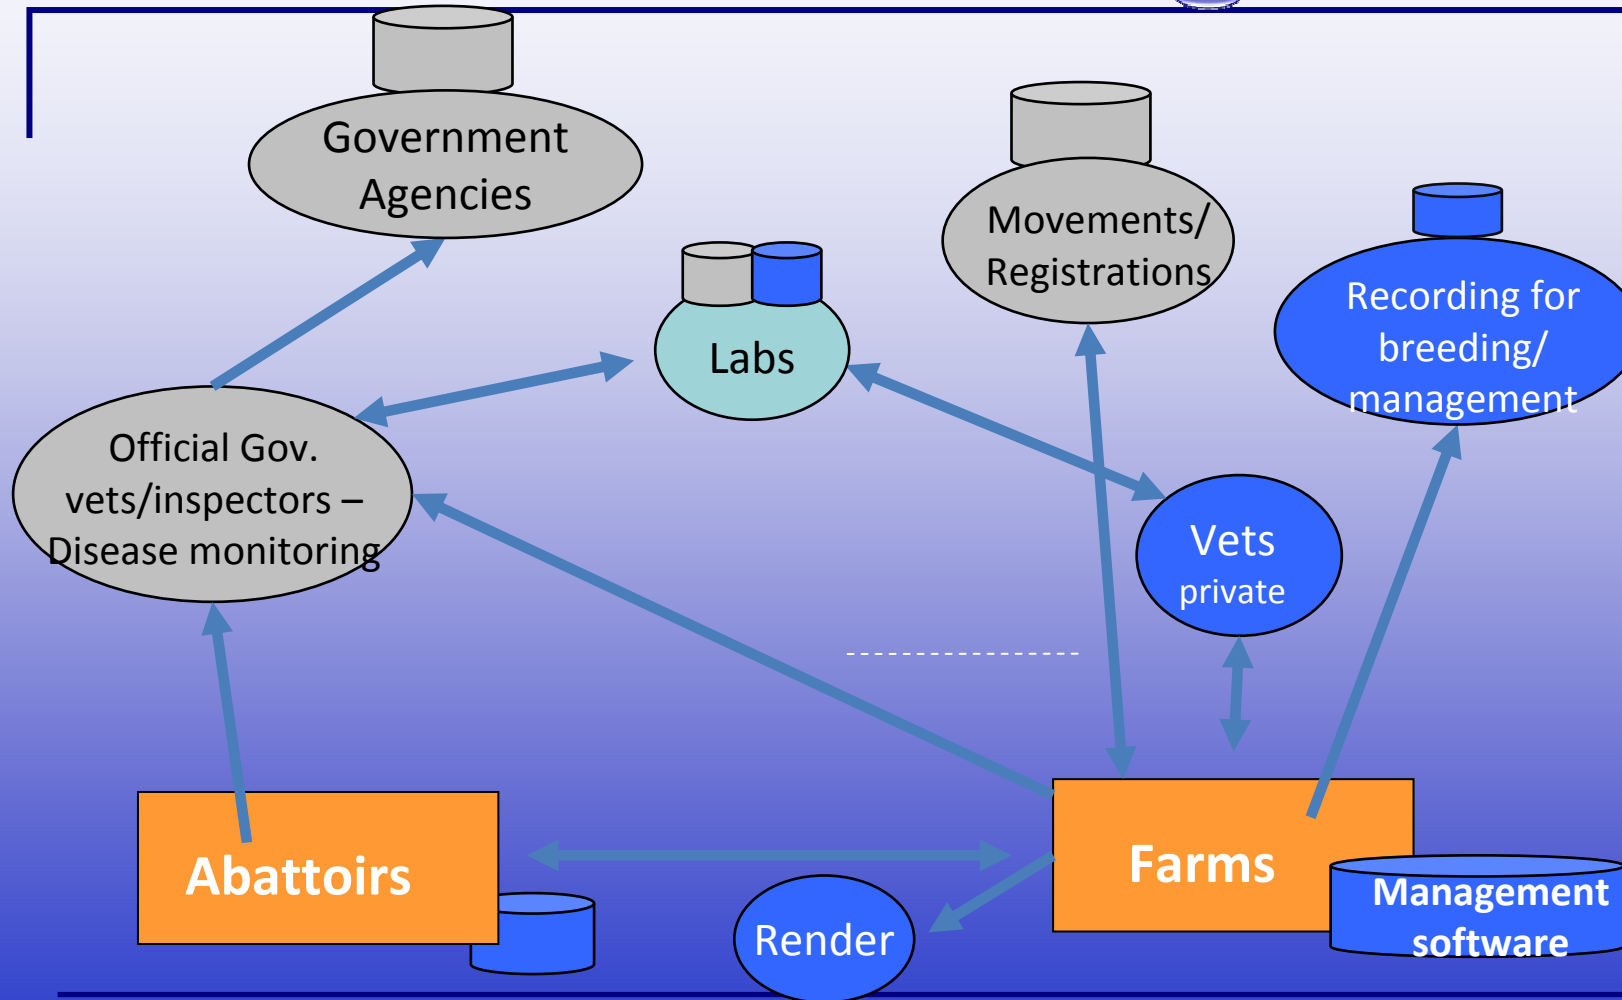 Government
Agencies
Movements/
Registrations
Recording for
breeding/
management
Labs
Official Gov.
vets/inspectors –
Disease monitoring
Vets
private
Abattoirs
Farms
Management
software
Render